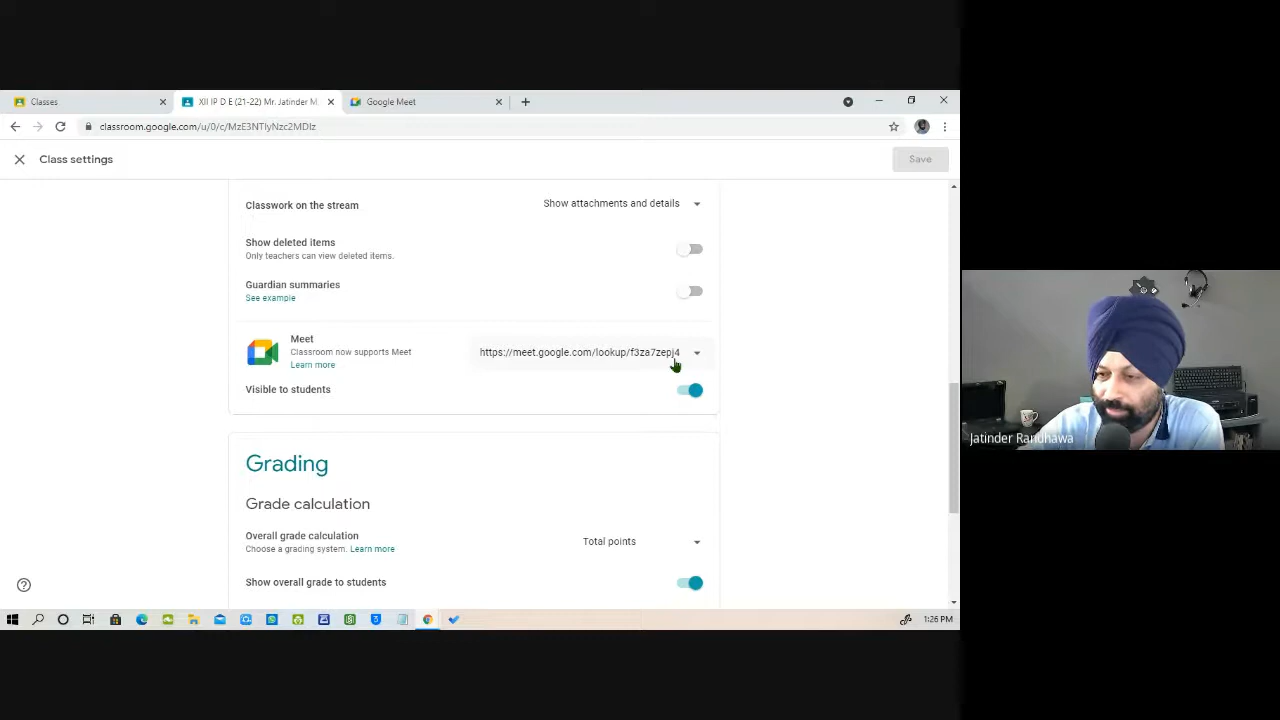 Classes
XII IP D E (21-22) Mr. Jatinder M.
Google Meet
classroom.google.com/u/0/c/MzE3NTIyNzc2MDIz
Class settings
Save
Classwork on the stream
Show attachments and details
Show deleted items
Only teachers can view deleted items.
Guardian summaries
See example
Meet
Classroom now supports Meet
https://meet.google.com/lookup/f3za7zepj4
Learn more
Visible to students
Grading
Grade calculation
Overall grade calculation
Total points
Choose a grading system. Learn more
Show overall grade to students
1:26 PM
Jatinder Randhawa